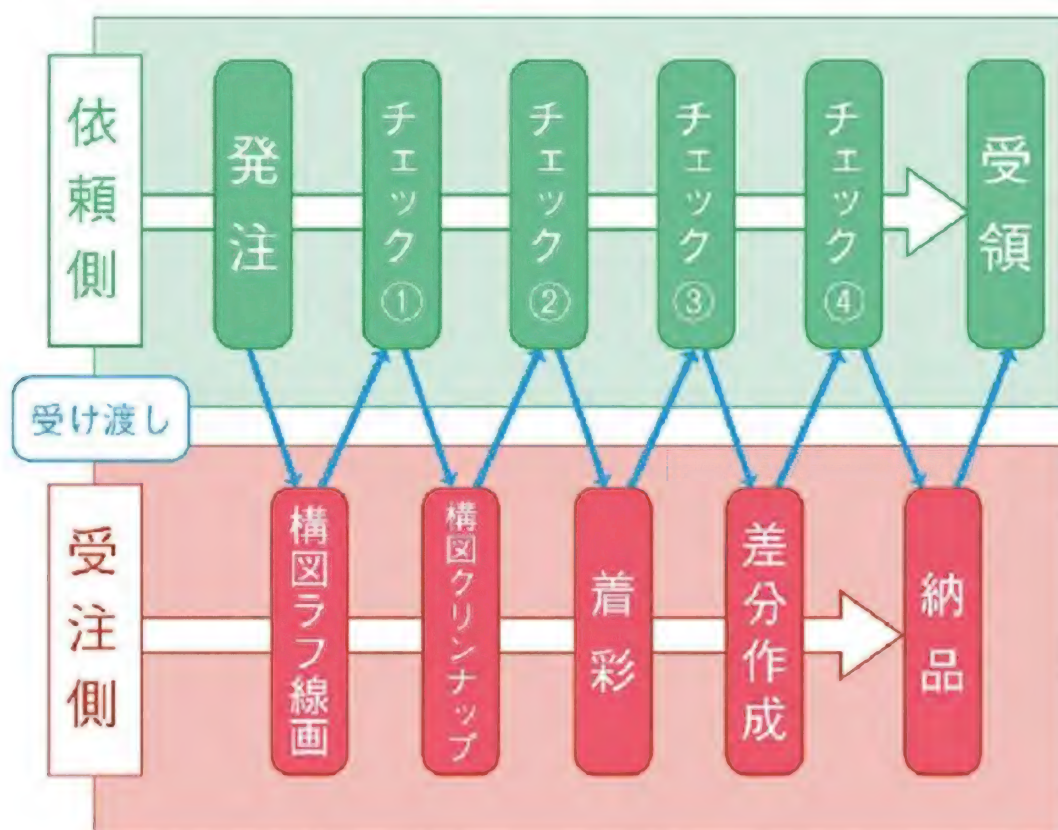 依頼側
発注
チェック①
チェック②
チェック③
チェック④
受領
受け渡し
受注側
構図ラフ線画
構図クリンナップ
着彩
差分作成
納品